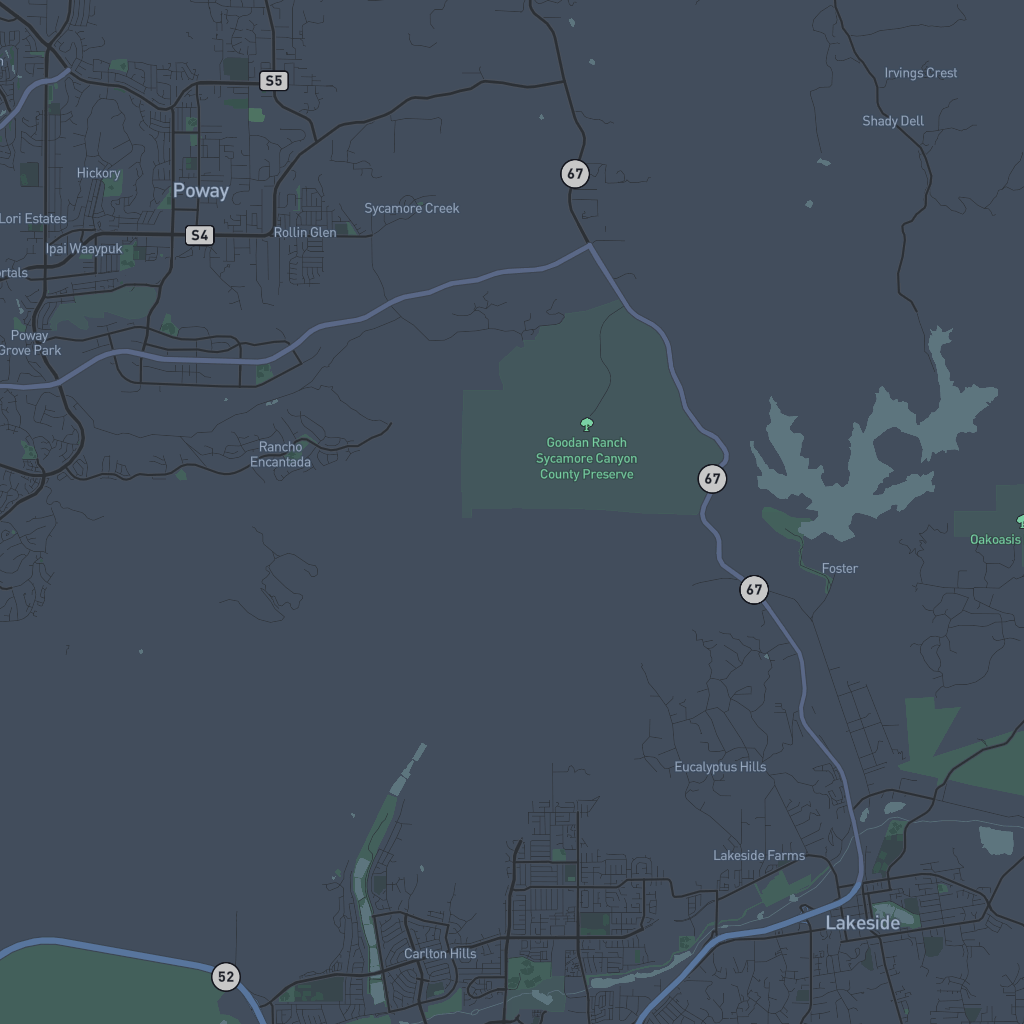 Irvings Crest
S5
Shady Dell
67
Hickory
Poway
Sycamore Creek
Lori Estates
Rollin Glen
S4
Ipai Waaypuk
Poway
Grove Park
Goodan Ranch
Sycamore Canyon
County Preserve
Rancho
Encantada
67
Oakoasis
Foster
67
Eucalyptus Hills
Lakeside Farms
Lakeside
Carlton Hills
52